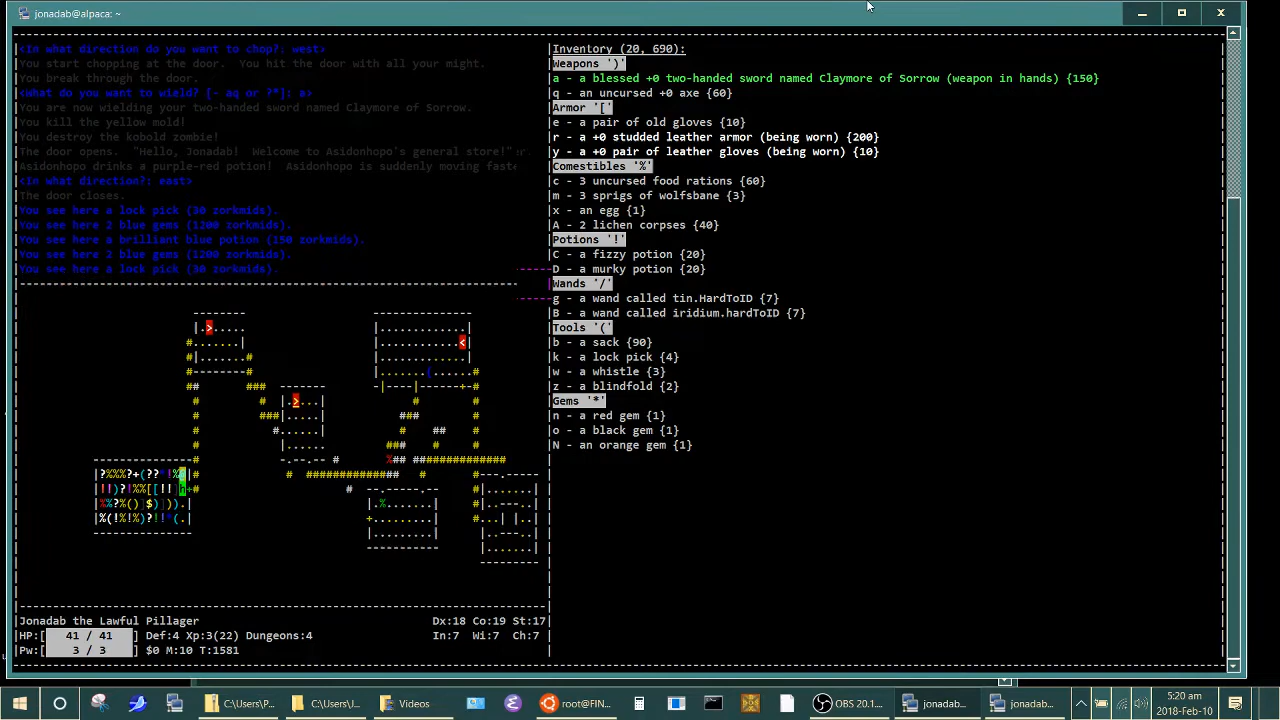 jonadab@alpaca: ~
<In what direction do you want to chop?: west>
You start chopping at the door.  You hit the door with all your might.
You break through the door.
<What do you want to wield? [- aq or ?*]: a>
You are now wielding your two-handed sword named Claymore of Sorrow.
You kill the yellow mold!
You destroy the kobold zombie!
The door opens.  "Hello, Jonadab!  Welcome to Asidonhopo's general store!"
Asidonhopo drinks a purple-red potion!  Asidonhopo is suddenly moving faste
<In what direction?: east>
The door closes.
You see here a lock pick (30 zorkmids).
You see here 2 blue gems (1200 zorkmids).
You see here a brilliant blue potion (150 zorkmids).
You see here 2 blue gems (1200 zorkmids).
You see here a lock pick (30 zorkmids).
Jonadab the Lawful Pillager Dx:18 Co:19 St:17
HP:[ 41 / 41 ] Def:4 Xp:3(22) Dungeons:4 In:7 Wi:7 Ch:7
Pw:[ 3 / 3 ] $0 M:10 T:1581
Inventory (20, 690):
Weapons ')'
a - a blessed +0 two-handed sword named Claymore of Sorrow (weapon in hands) {150}
q - an uncursed +0 axe {60}
Armor '['
e - a pair of old gloves {10}
r - a +0 studded leather armor (being worn) {200}
y - a +0 pair of leather gloves (being worn) {10}
Comestibles '%'
c - 3 uncursed food rations {60}
m - 3 sprigs of wolfsbane {3}
x - an egg {1}
A - 2 lichen corpses {40}
Potions '!'
C - a fizzy potion {20}
D - a murky potion {20}
Wands '/'
g - a wand called tin.HardToID {7}
B - a wand called iridium.hardToID {7}
Tools '('
b - a sack {90}
k - a lock pick {4}
w - a whistle {3}
z - a blindfold {2}
Gems '*'
n - a red gem {1}
o - a black gem {1}
N - an orange gem {1}
C:\Users\P...
C:\Users\J...
Videos
root@FIN...
OBS 20.1....
jonadab...
jonadab...
5:20 am
2018-Feb-10